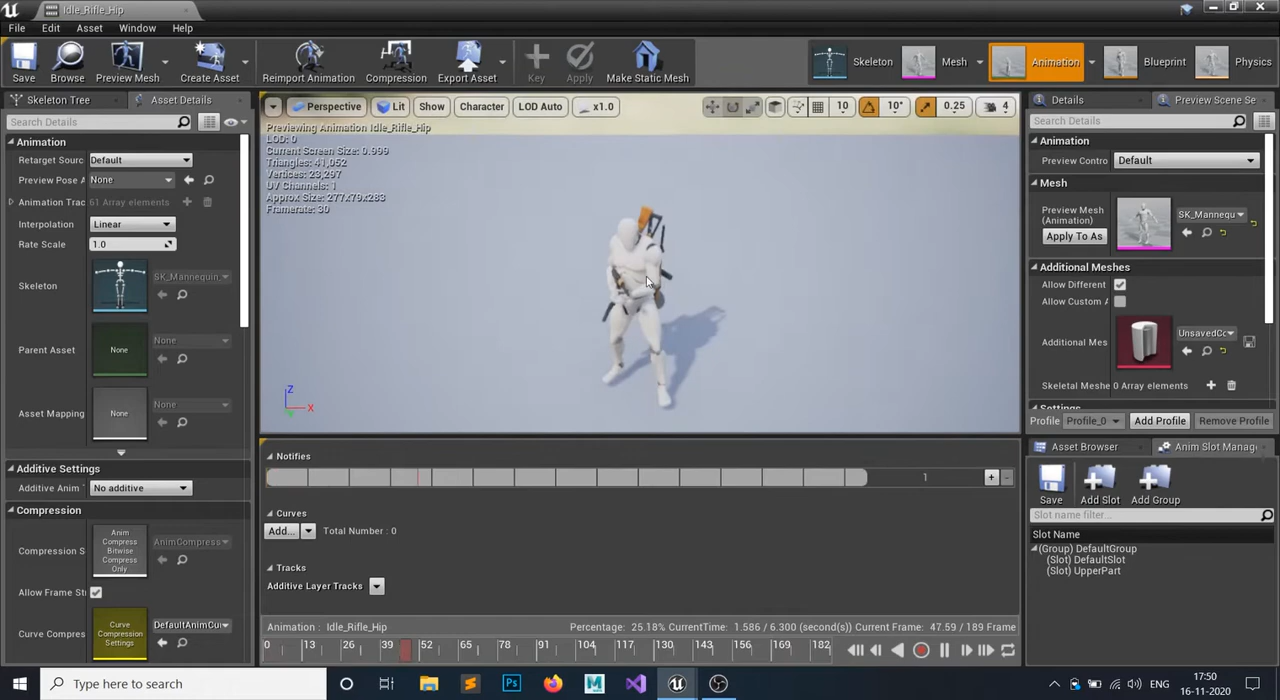 Idle_Rifle_Hip
File Edit Asset Window Help
Save Browse Preview Mesh Create Asset Reimport Animation Compression Export Asset Key Apply Make Static Mesh Skeleton Mesh Animation Blueprint Physics
Skeleton Tree Asset Details
Search Details
Animation
Retarget Sourc Default
Preview Pose A None
Animation Trac 61 Array elements
Interpolation Linear
Rate Scale 1.0
Skeleton SK_Mannequin_
Parent Asset None None
Asset Mapping None None
Additive Settings
Additive Anim No additive
Compression
Compression S Anim Compress Bitwise Compress Only AnimCompress
Allow Frame St
Curve Compres Curve Compression Settings DefaultAnimCu
Perspective Lit Show Character LOD Auto x1.0 10 10° 0.25 4
Previewing Animation Idle_Rifle_Hip
LOD: 0
Current Screen Size: 0.999
Triangles: 41,052
Vertices: 23,297
UV Channels: 1
Approx Size: 277x79x283
Framerate: 30
Z
X
Notifies
1 + -
Curves
Add... Total Number : 0
Tracks
Additive Layer Tracks
Animation : Idle_Rifle_Hip Percentage: 25.18% CurrentTime: 1.586 / 6.300 (second(s)) Current Frame: 47.59 / 189 Frame
0 13 26 39 52 65 78 91 104 117 130 143 156 169 182
Details Preview Scene Se
Search Details
Animation
Preview Contro Default
Mesh
Preview Mesh (Animation) SK_Mannequ
Apply To As
Additional Meshes
Allow Different
Allow Custom A
Additional Mes UnsavedCo
Skeletal Meshe 0 Array elements
Settings
Profile Profile_0 Add Profile Remove Profile
Asset Browser Anim Slot Manag
Save Add Slot Add Group
Slot name filter...
Slot Name
(Group) DefaultGroup
(Slot) DefaultSlot
(Slot) UpperPart
Type here to search
Ps M
ENG
17:50
16-11-2020